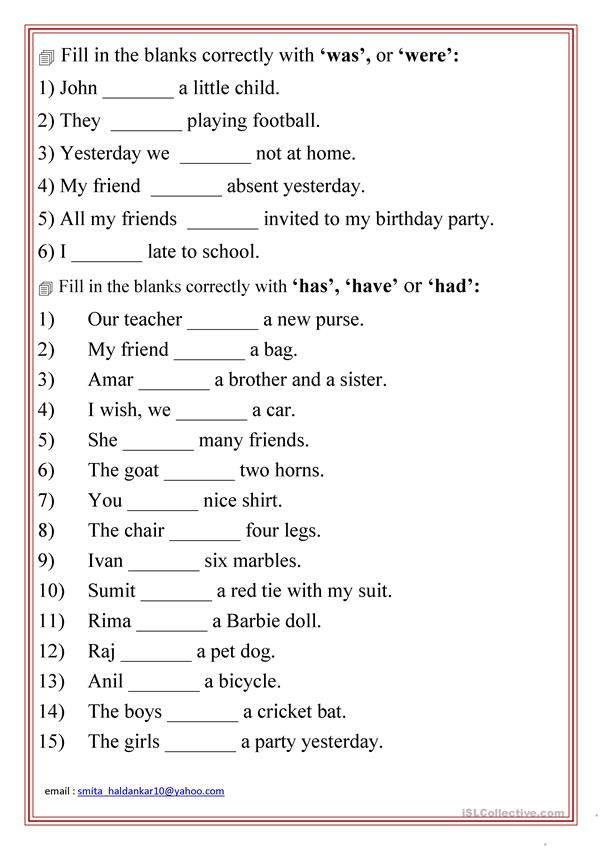 Fill in the blanks correctly with ‘was’, or ‘were’:
1) John _______ a little child.
2) They _______ playing football.
3) Yesterday we _______ not at home.
4) My friend _______ absent yesterday.
5) All my friends _______ invited to my birthday party.
6) I _______ late to school.
Fill in the blanks correctly with ‘has’, ‘have’ or ‘had’:
1) Our teacher _______ a new purse.
2) My friend _______ a bag.
3) Amar _______ a brother and a sister.
4) I wish, we _______ a car.
5) She _______ many friends.
6) The goat _______ two horns.
7) You _______ nice shirt.
8) The chair _______ four legs.
9) Ivan _______ six marbles.
10) Sumit _______ a red tie with my suit.
11) Rima _______ a Barbie doll.
12) Raj _______ a pet dog.
13) Anil _______ a bicycle.
14) The boys _______ a cricket bat.
15) The girls _______ a party yesterday.
email : smita_haldankar10@yahoo.com
iSLCollective.com